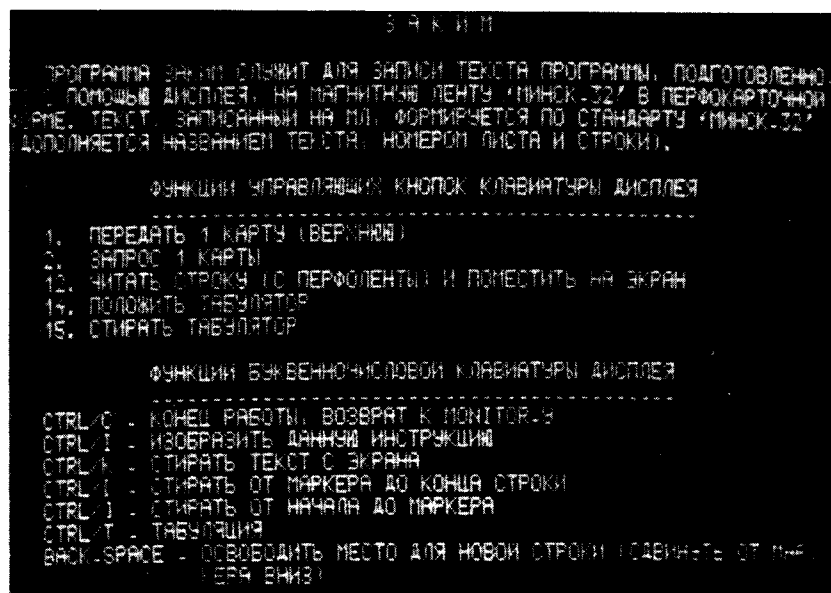 З А К И М
ПРОГРАММА ЗАКИМ СЛУЖИТ ДЛЯ ЗАПИСИ ТЕКСТА ПРОГРАММЫ, ПОДГОТОВЛЕННО
ПОМОЩЬЮ ДИСПЛЕЯ, НА МАГНИТНУЮ ЛЕНТУ 'МИНСК-32' В ПЕРФОКАРТОЧНОЙ
ФОРМЕ. ТЕКСТ, ЗАПИСАННЫЙ НА МЛ, ФОРМИРУЕТСЯ ПО СТАНДАРТУ 'МИНСК-32'
ДОПОЛНЯЕТСЯ НАЗВАНИЕМ ТЕКСТА, НОМЕРОМ ЛИСТА И СТРОКИ).
ФУНКЦИИ УПРАВЛЯЮЩИХ КНОПОК КЛАВИАТУРЫ ДИСПЛЕЯ
1. ПЕРЕДАТЬ 1 КАРТУ (ВЕРХНЮЮ)
2. ЗАПРОС 1 КАРТЫ
13. ЧИТАТЬ СТРОКУ (С ПЕРФОЛЕНТЫ) И ПОМЕСТИТЬ НА ЭКРАН
14. ПОЛОЖИТЬ ТАБУЛЯТОР
15. СТИРАТЬ ТАБУЛЯТОР
ФУНКЦИИ БУКВЕННОЧИСЛОВОЙ КЛАВИАТУРЫ ДИСПЛЕЯ
CTRL/C - КОНЕЦ РАБОТЫ, ВОЗВРАТ К MONITOR-У
CTRL/I - ИЗОБРАЗИТЬ ДАННУЮ ИНСТРУКЦИЮ
CTRL/K - СТИРАТЬ ТЕКСТ С ЭКРАНА
CTRL/[ - СТИРАТЬ ОТ МАРКЕРА ДО КОНЦА СТРОКИ
CTRL/] - СТИРАТЬ ОТ НАЧАЛА ДО МАРКЕРА
CTRL/T - ТАБУЛЯЦИЯ
BACK-SPACE - ОСВОБОДИТЬ МЕСТО ДЛЯ НОВОЙ СТРОКИ (СДВИНУТЬ ОТ МАР-
КЕРА ВНИЗ)